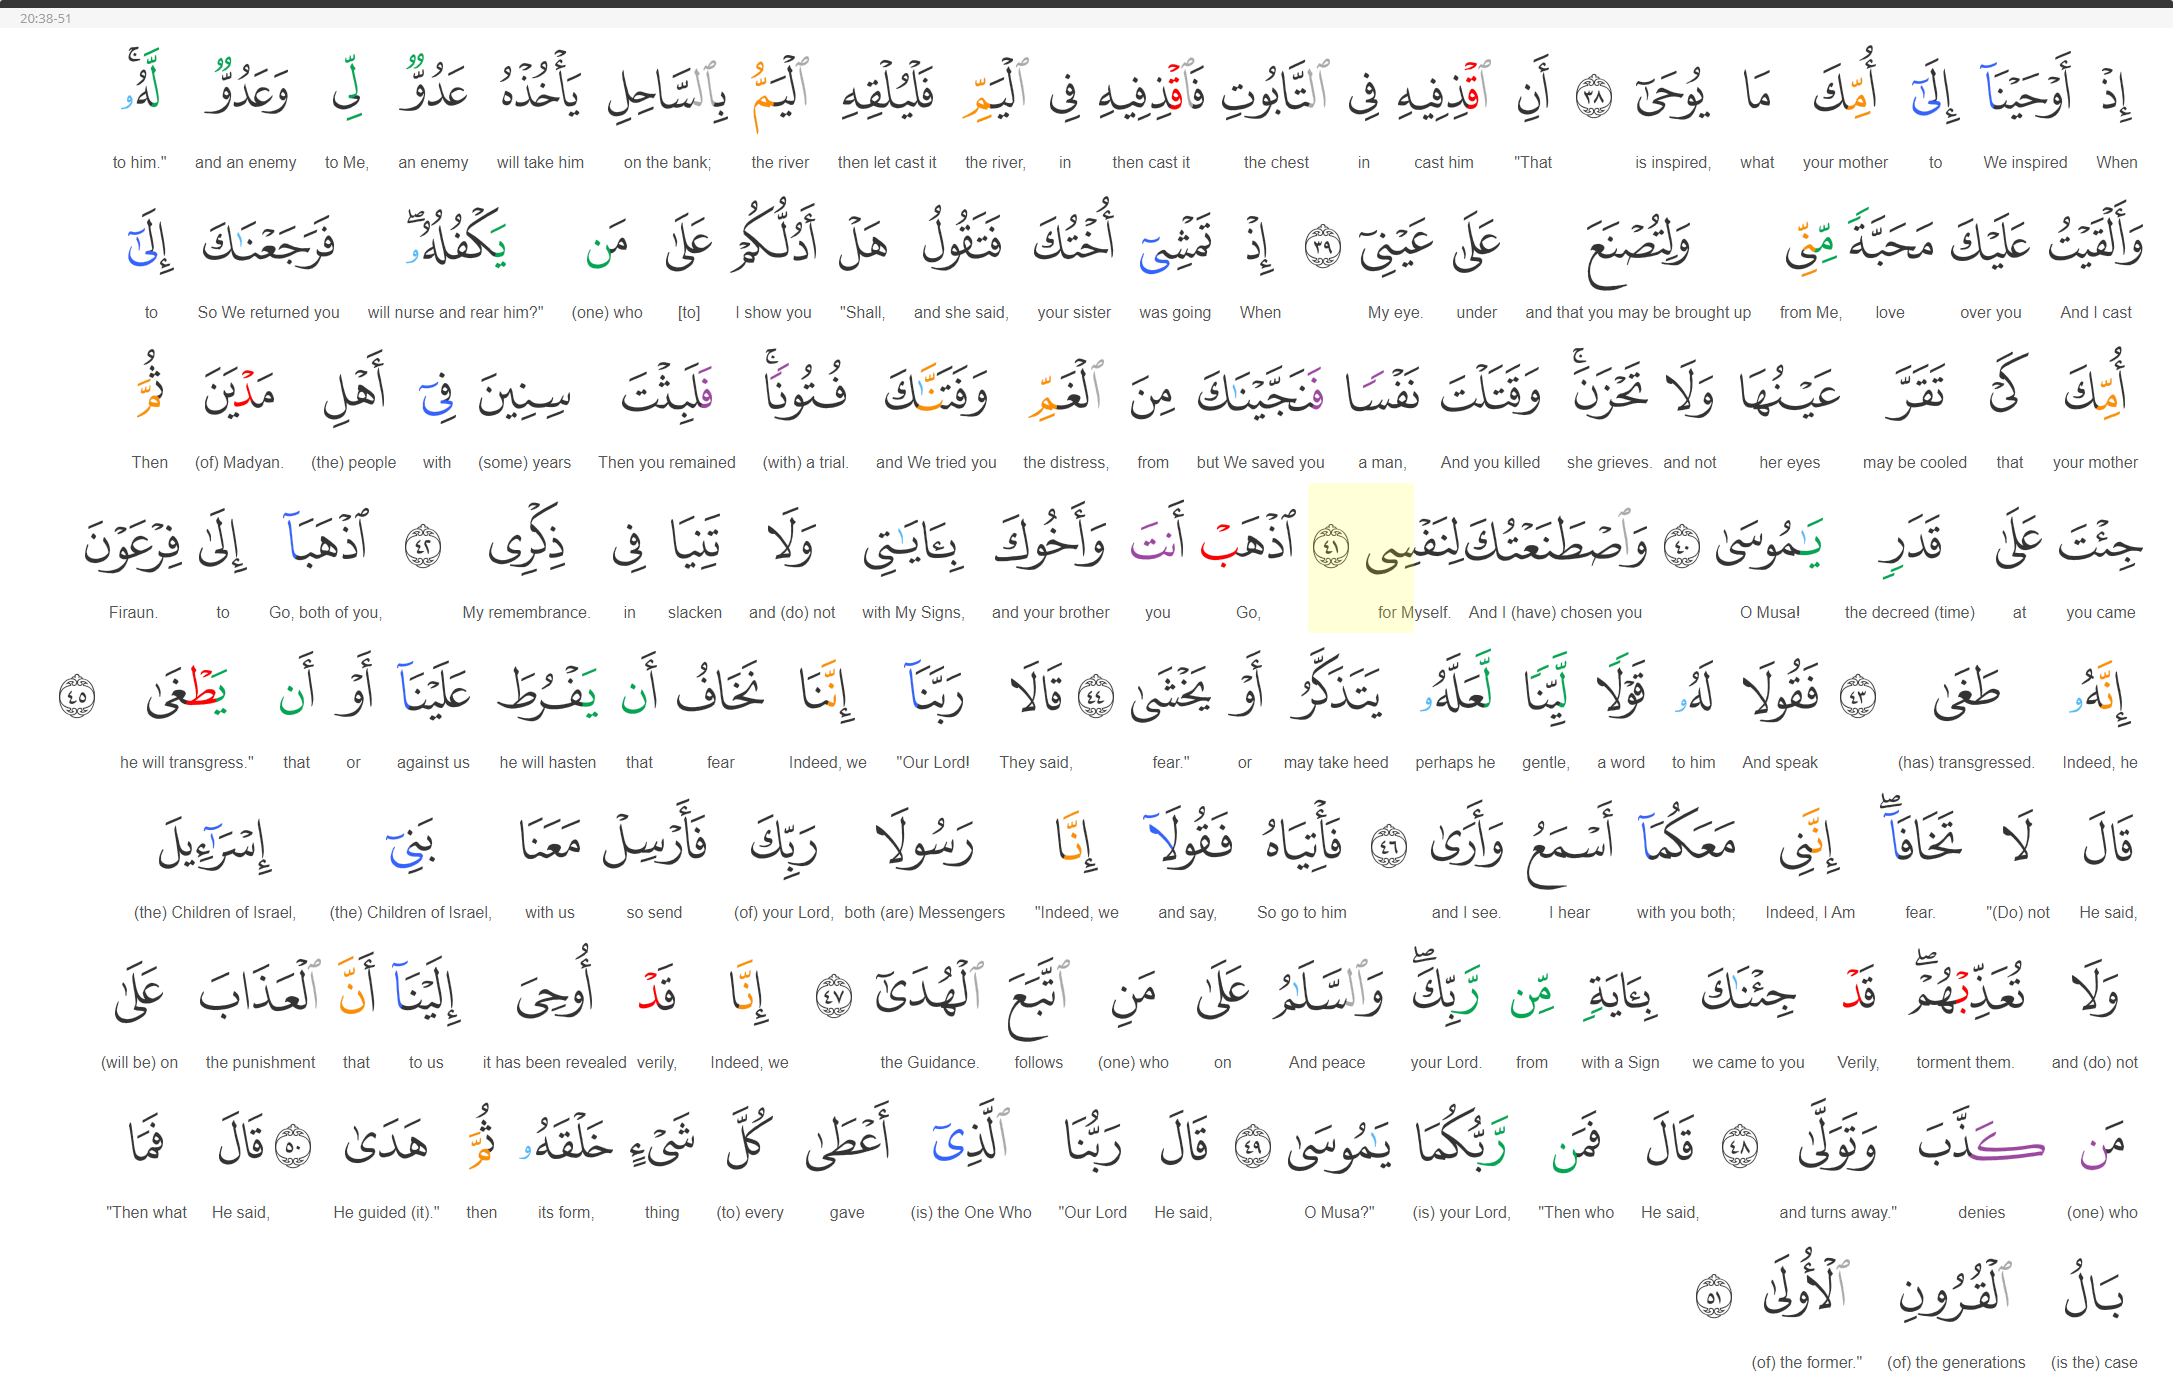 20:38-51
إِذْ أَوْحَيْنَآ إِلَىٰٓ أُمِّكَ مَا يُوحَىٰٓ ٣٨ أَنِ ٱقْذِفِيهِ فِى ٱلتَّابُوتِ فَٱقْذِفِيهِ فِى ٱلْيَمِّ فَلْيُلْقِهِ ٱلْيَمُّ بِٱلسَّاحِلِ يَأْخُذْهُ عَدُوٌّ لِّى وَعَدُوٌّ لَّهُۥ ۚ
When We inspired to your mother what is inspired, "That cast him in the chest then cast it in the river, then let cast it the river on the bank; will take him an enemy to Me, and an enemy to him."
وَأَلْقَيْتُ عَلَيْكَ مَحَبَّةً مِّنِّى وَلِتُصْنَعَ عَلَىٰ عَيْنِىٓ ٣٩ إِذْ تَمْشِىٓ أُخْتُكَ فَتَقُولُ هَلْ أَدُلُّكُمْ عَلَىٰ مَن يَكْفُلُهُۥ ۖ فَرَجَعْنَـٰكَ إِلَىٰٓ
And I cast over you love from Me, and that you may be brought up under My eye. When was going your sister and she said, "Shall, I show you [to] (one) who will nurse and rear him?" So We returned you to
أُمِّكَ كَىْ تَقَرَّ عَيْنُهَا وَلَا تَحْزَنَ ۚ وَقَتَلْتَ نَفْسًا فَنَجَّيْنَـٰكَ مِنَ ٱلْغَمِّ وَفَتَنَّـٰكَ فُتُونًا ۚ فَلَبِثْتَ سِنِينَ فِىٓ أَهْلِ مَدْيَنَ ثُمَّ
your mother that may be cooled her eyes and not she grieves. And you killed a man, but We saved you from the distress, and We tried you (with) a trial. Then you remained (some) years with (the) people (of) Madyan. Then
جِئْتَ عَلَىٰ قَدَرٍ يَـٰمُوسَىٰ ٤٠ وَٱصْطَنَعْتُكَ لِنَفْسِى ٤١ ٱذْهَبْ أَنتَ وَأَخُوكَ بِـَٔايَـٰتِى وَلَا تَنِيَا فِى ذِكْرِى ٤٢ ٱذْهَبَآ إِلَىٰ فِرْعَوْنَ
you came at the decreed (time) O Musa! And I (have) chosen you for Myself. Go, you and your brother with My Signs, and (do) not slacken in My remembrance. Go, both of you, to Firaun.
إِنَّهُۥ طَغَىٰ ٤٣ فَقُولَا لَهُۥ قَوْلًا لَّيِّنًا لَّعَلَّهُۥ يَتَذَكَّرُ أَوْ يَخْشَىٰ ٤٤ قَالَا رَبَّنَآ إِنَّنَا نَخَافُ أَن يَفْرُطَ عَلَيْنَآ أَوْ أَن يَطْغَىٰ ٤٥
Indeed, he (has) transgressed. And speak to him a word gentle, perhaps he may take heed or fear." They said, "Our Lord! Indeed, we fear that he will hasten against us or that he will transgress."
قَالَ لَا تَخَافَآ ۖ إِنَّنِى مَعَكُمَآ أَسْمَعُ وَأَرَىٰ ٤٦ فَأْتِيَاهُ فَقُولَآ إِنَّا رَسُولَا رَبِّكَ فَأَرْسِلْ مَعَنَا بَنِىٓ إِسْرَٰٓءِيلَ
He said, "(Do) not fear. Indeed, I Am with you both; I hear and I see. So go to him and say, "Indeed, we both (are) Messengers (of) your Lord, so send with us (the) Children of Israel, (the) Children of Israel,
وَلَا تُعَذِّبْهُمْ ۖ قَدْ جِئْنَـٰكَ بِـَٔايَةٍ مِّن رَّبِّكَ ۖ وَٱلسَّلَـٰمُ عَلَىٰ مَنِ ٱتَّبَعَ ٱلْهُدَىٰٓ ٤٧ إِنَّا قَدْ أُوحِىَ إِلَيْنَآ أَنَّ ٱلْعَذَابَ عَلَىٰ
and (do) not torment them. Verily, we came to you with a Sign from your Lord. And peace on (one) who follows the Guidance. Indeed, we verily, it has been revealed to us that the punishment (will be) on
مَن كَذَّبَ وَتَوَلَّىٰ ٤٨ قَالَ فَمَن رَّبُّكُمَا يَـٰمُوسَىٰ ٤٩ قَالَ رَبُّنَا ٱلَّذِىٓ أَعْطَىٰ كُلَّ شَىْءٍ خَلْقَهُۥ ثُمَّ هَدَىٰ ٥٠ قَالَ فَمَا
(one) who denies and turns away." He said, "Then who (is) your Lord, O Musa?" He said, "Our Lord (is) the One Who gave (to) every thing its form, then He guided (it)." He said, "Then what
بَالُ ٱلْقُرُونِ ٱلْأُولَىٰ ٥١
(is the) case (of) the generations (of) the former."